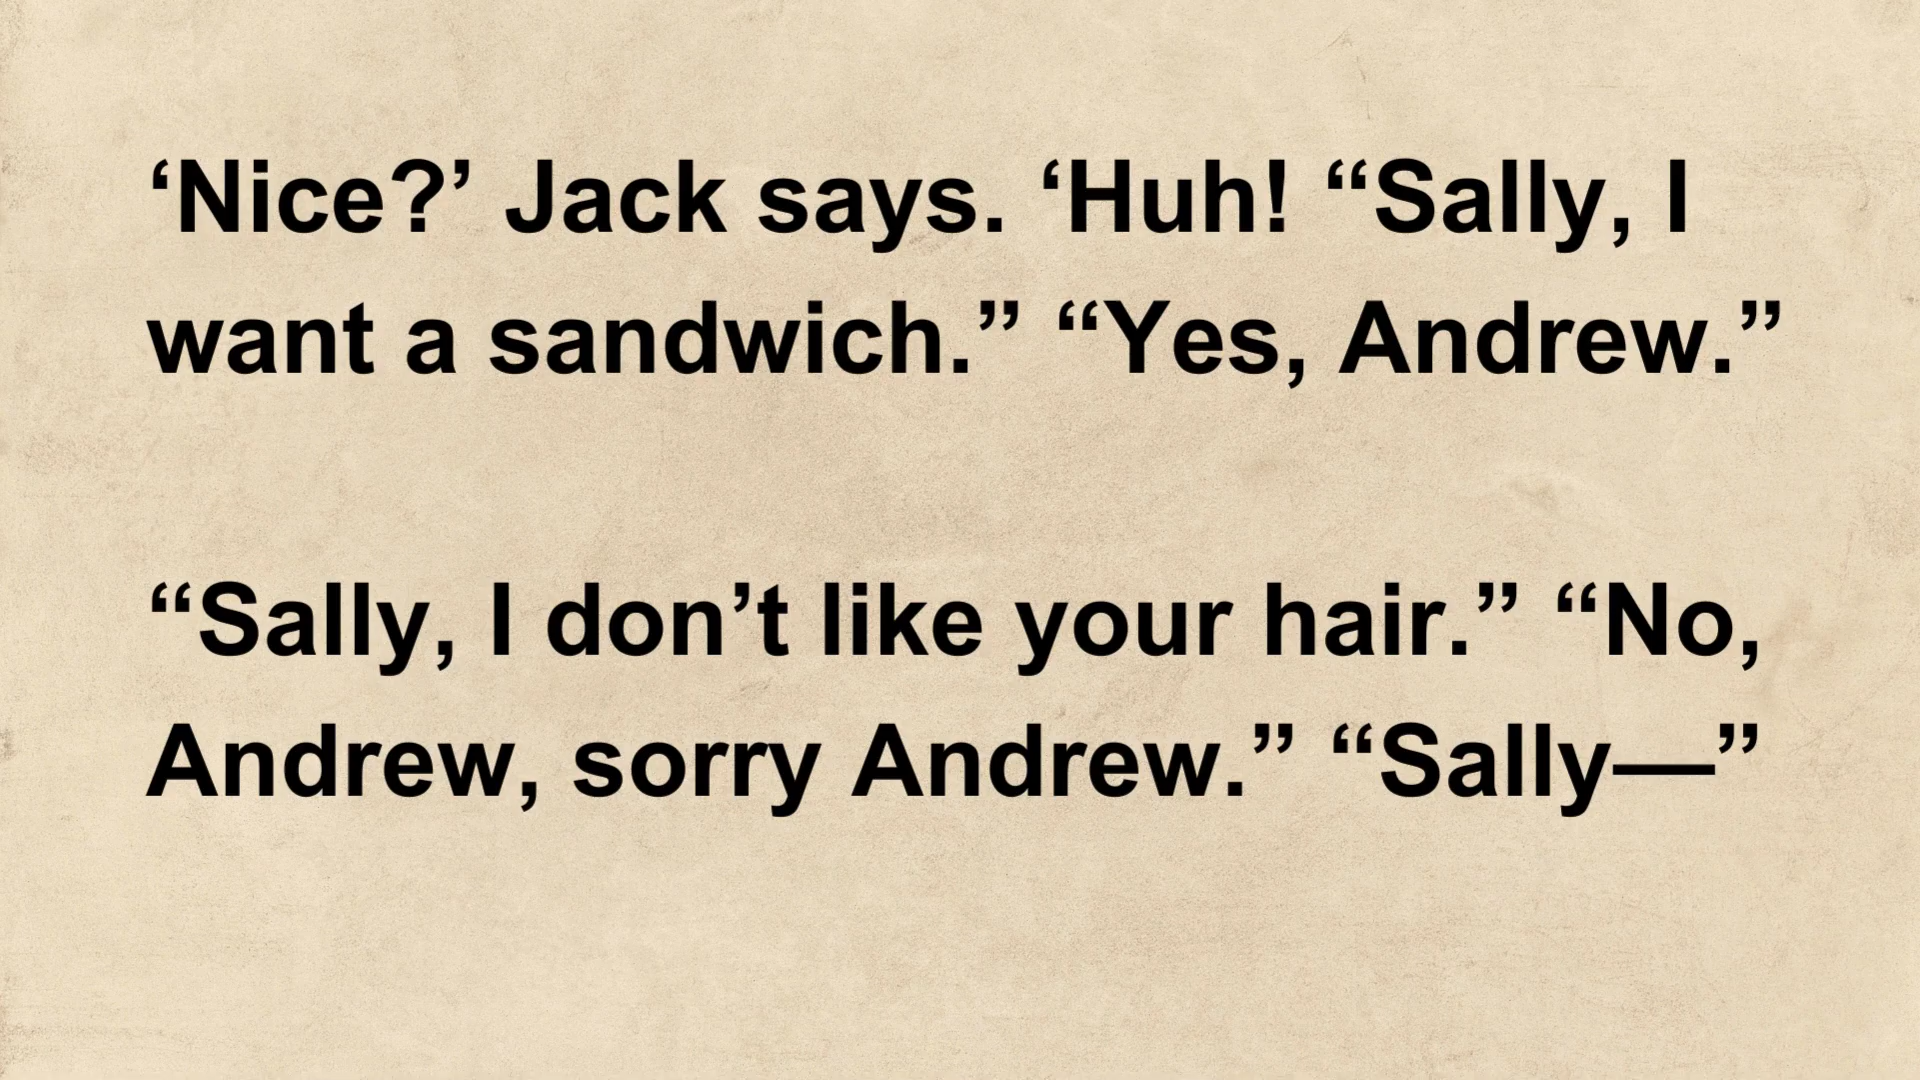 ‘Nice?’ Jack says. ‘Huh! “Sally, I
want a sandwich.” “Yes, Andrew.”
“Sally, I don’t like your hair.” “No,
Andrew, sorry Andrew.” “Sally—”